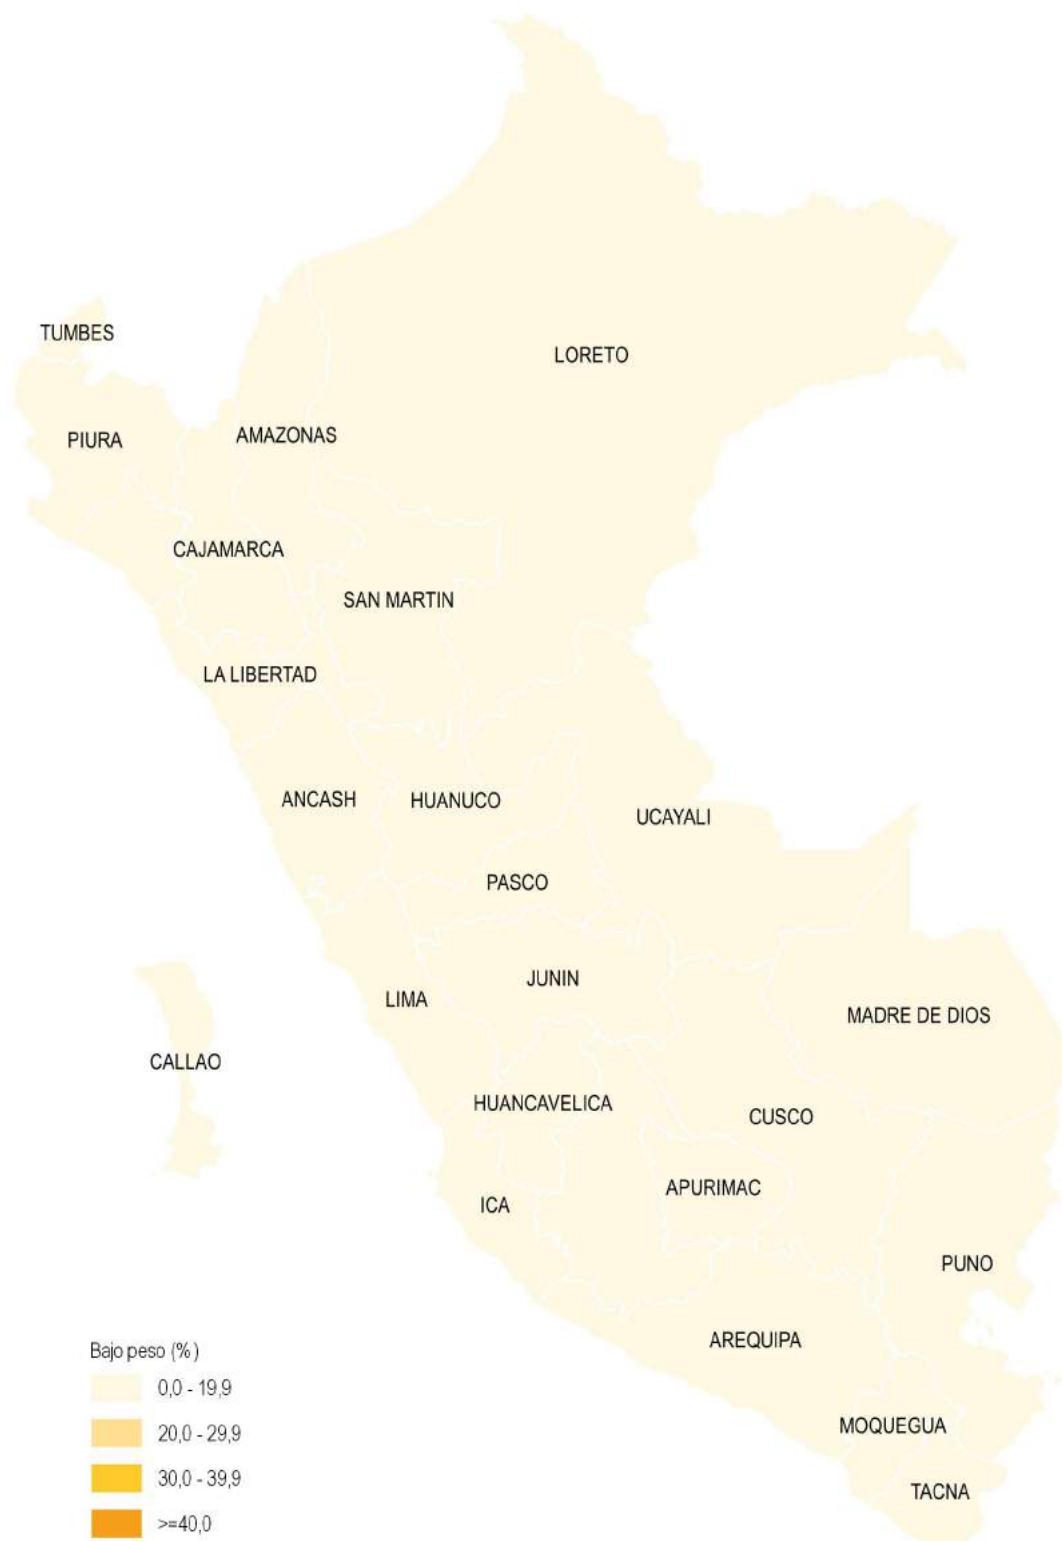 TUMBES
LORETO
PIURA
AMAZONAS
CAJAMARCA
SAN MARTIN
LA LIBERTAD
ANCASH
HUANUCO
UCAYALI
PASCO
JUNIN
LIMA
MADRE DE DIOS
CALLAO
HUANCAVELICA
CUSCO
APURIMAC
ICA
PUNO
AREQUIPA
MOQUEGUA
TACNA
Bajo peso (%)
0,0 - 19,9
20,0 - 29,9
30,0 - 39,9
>=40,0